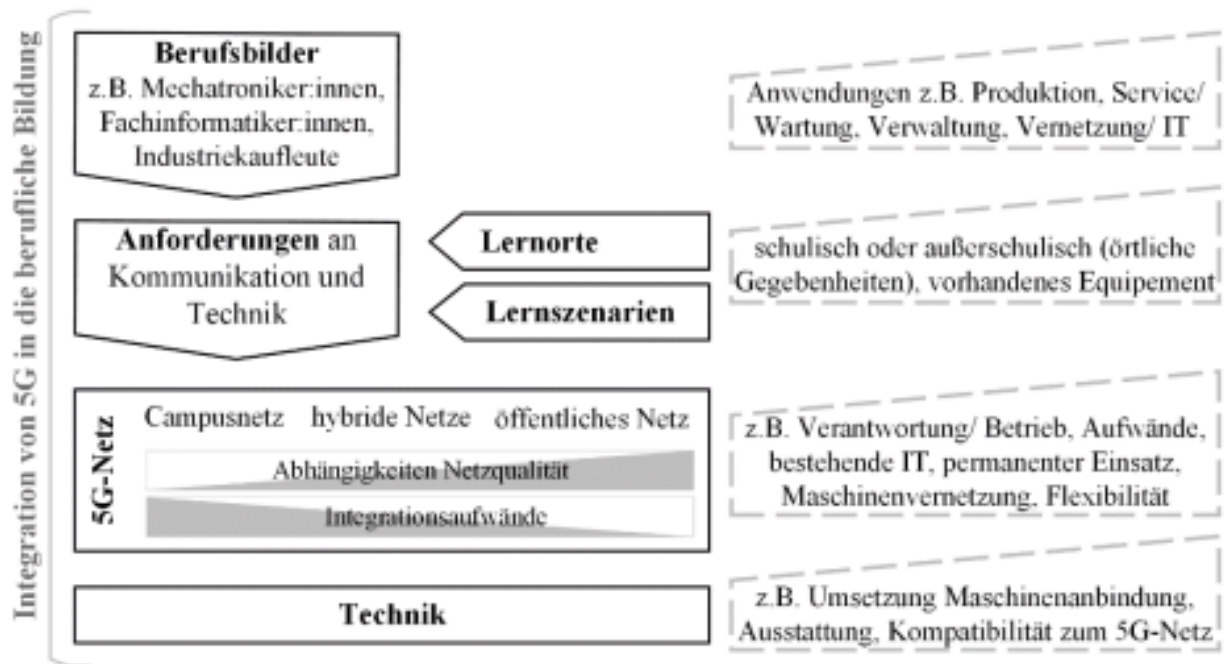 Integration von 5G in die berufliche Bildung
Berufsbilder
z.B. Mechatroniker:innen,
Fachinformatiker:innen,
Industriekaufleute
Anwendungen z.B. Produktion, Service/
Wartung, Verwaltung, Vernetzung/ IT
Anforderungen an
Kommunikation und
Technik
Lernorte
Lernszenarien
schulisch oder außerschulisch (örtliche
Gegebenheiten), vorhandenes Equipement
5G-Netz
Campusnetz hybride Netze öffentliches Netz
Abhängigkeiten Netzqualität
Integrationsaufwände
z.B. Verantwortung/ Betrieb, Aufwände,
bestehende IT, permanenter Einsatz,
Maschinenvernetzung, Flexibilität
Technik
z.B. Umsetzung Maschinenanbindung,
Ausstattung, Kompatibilität zum 5G-Netz